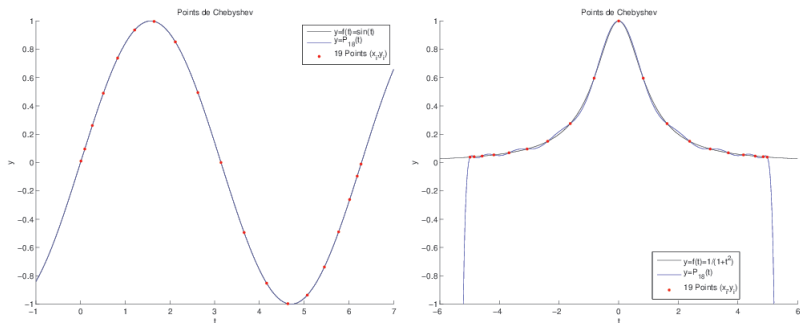 Points de Chebyshev
y=f(t)=sin(t)
y=P18(t)
19 Points (xi,yi)
1
0.8
0.6
0.4
0.2
0
−0.2
−0.4
−0.6
−0.8
−1
y
−1 0 1 2 3 4 5 6 7
t
Points de Chebyshev
1
0.8
0.6
0.4
0.2
0
−0.2
−0.4
−0.6
−0.8
−1
y
y=f(t)=1/(1+t²)
y=P18(t)
19 Points (xi,yi)
−6 −4 −2 0 2 4 6
t